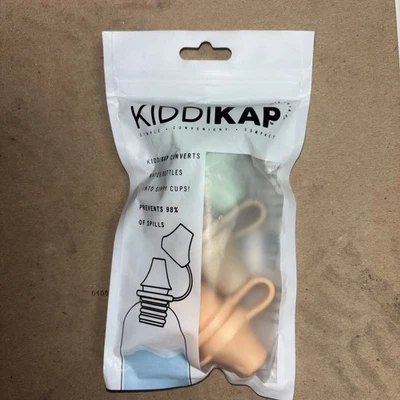 KIDDIKAP
SIMPLE • CONVENIENT • COMPACT
KIDDIKAP CONVERTS
WATER BOTTLES
INTO SIPPY CUPS!
PREVENTS 98%
OF SPILLS